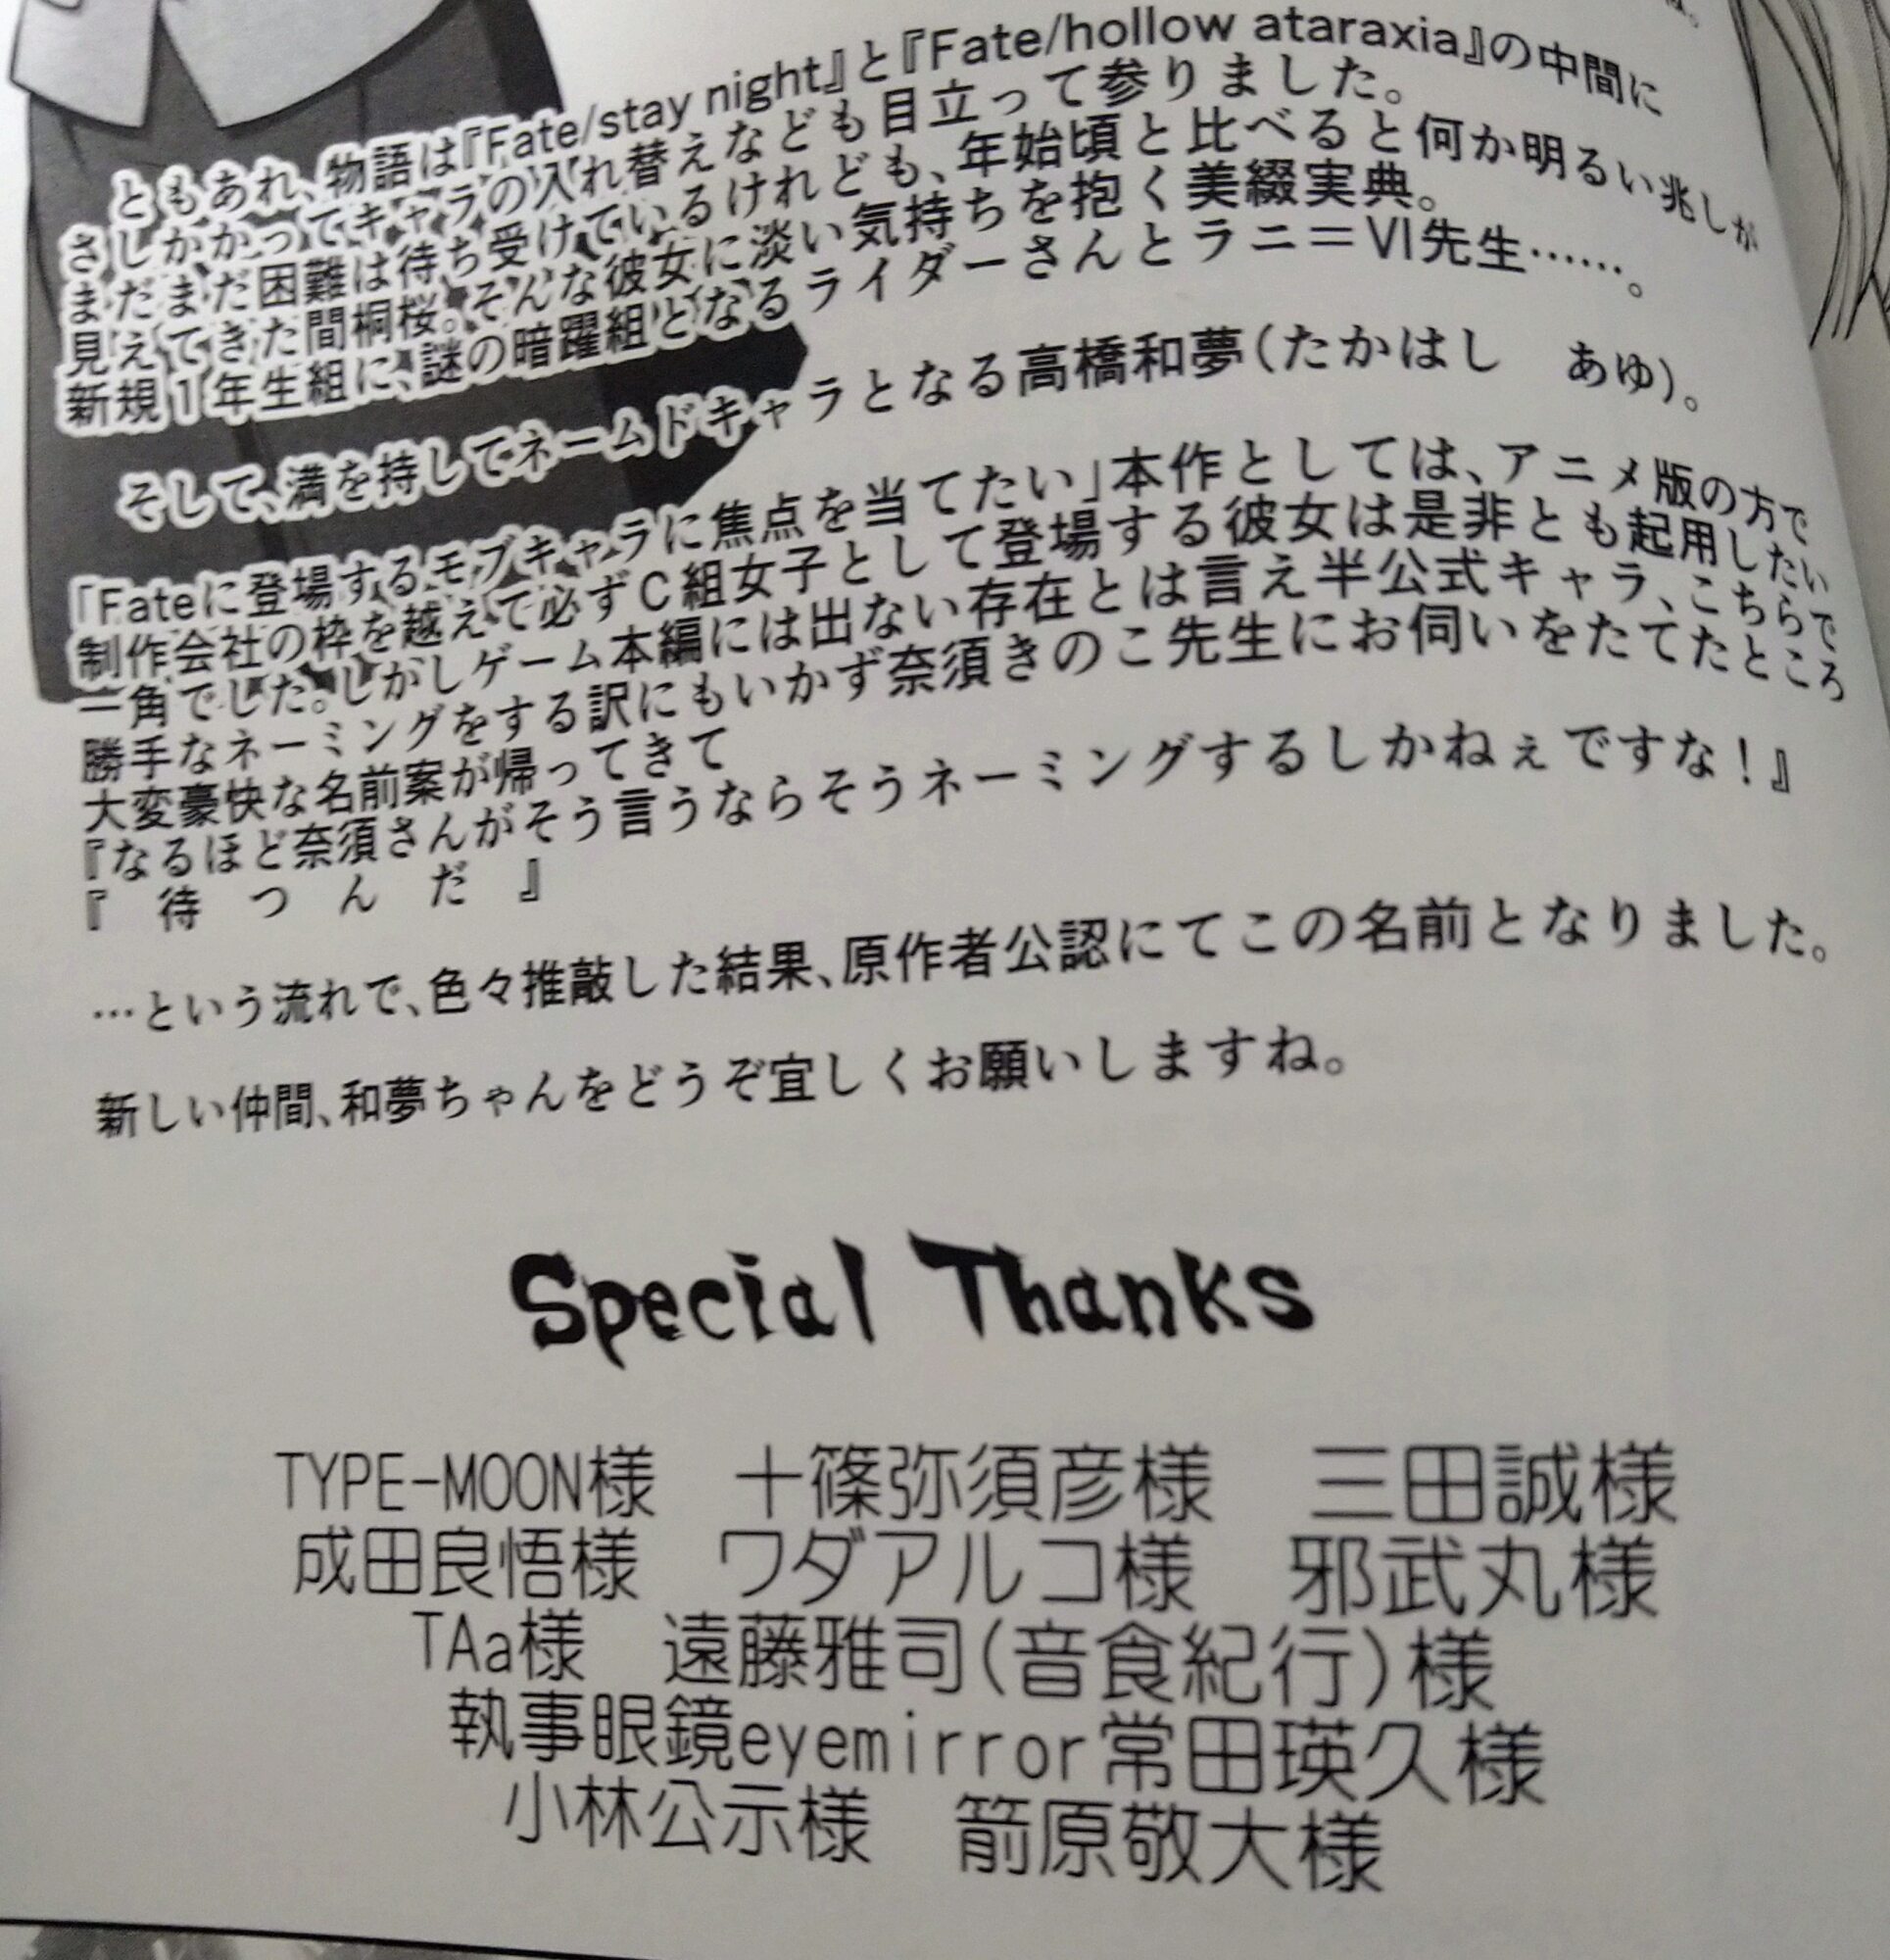 ともあれ、物語は『Fate/stay night』と『Fate/hollow ataraxia』の中間に
さしかかってキャラの入れ替えなども目立って参りました。
まだまだ困難は待ち受けているけれども、年始頃と比べると何か明るい兆しが
見えてきた間桐桜。そんな彼女に淡い気持ちを抱く美綴実典。
新規１年生組に、謎の暗躍組となるライダーさんとラニ＝Ⅵ先生……。
そして、満を持してネームドキャラとなる高橋和夢(たかはし　あゆ)。
「Fateに登場するモブキャラに焦点を当てたい」本作としては、アニメ版の方で
制作会社の枠を越えて必ずＣ組女子として登場する彼女は是非とも起用したい
一角でした。しかしゲーム本編には出ない存在とは言え半公式キャラ、こちらで
勝手なネーミングをする訳にもいかず奈須きのこ先生にお伺いをたてたところ
大変豪快な名前案が帰ってきて
『なるほど奈須さんがそう言うならそうネーミングするしかねぇですな！』
『　待　つ　ん　だ　』
…という流れで、色々推敲した結果、原作者公認にてこの名前となりました。
新しい仲間、和夢ちゃんをどうぞ宜しくお願いしますね。
Special Thanks
TYPE-MOON様　十篠弥須彦様　三田誠様
成田良悟様　ワダアルコ様　邪武丸様
TAa様　遠藤雅司(音食紀行)様
執事眼鏡eyemirror常田瑛久様
小林公示様　箭原敬大様